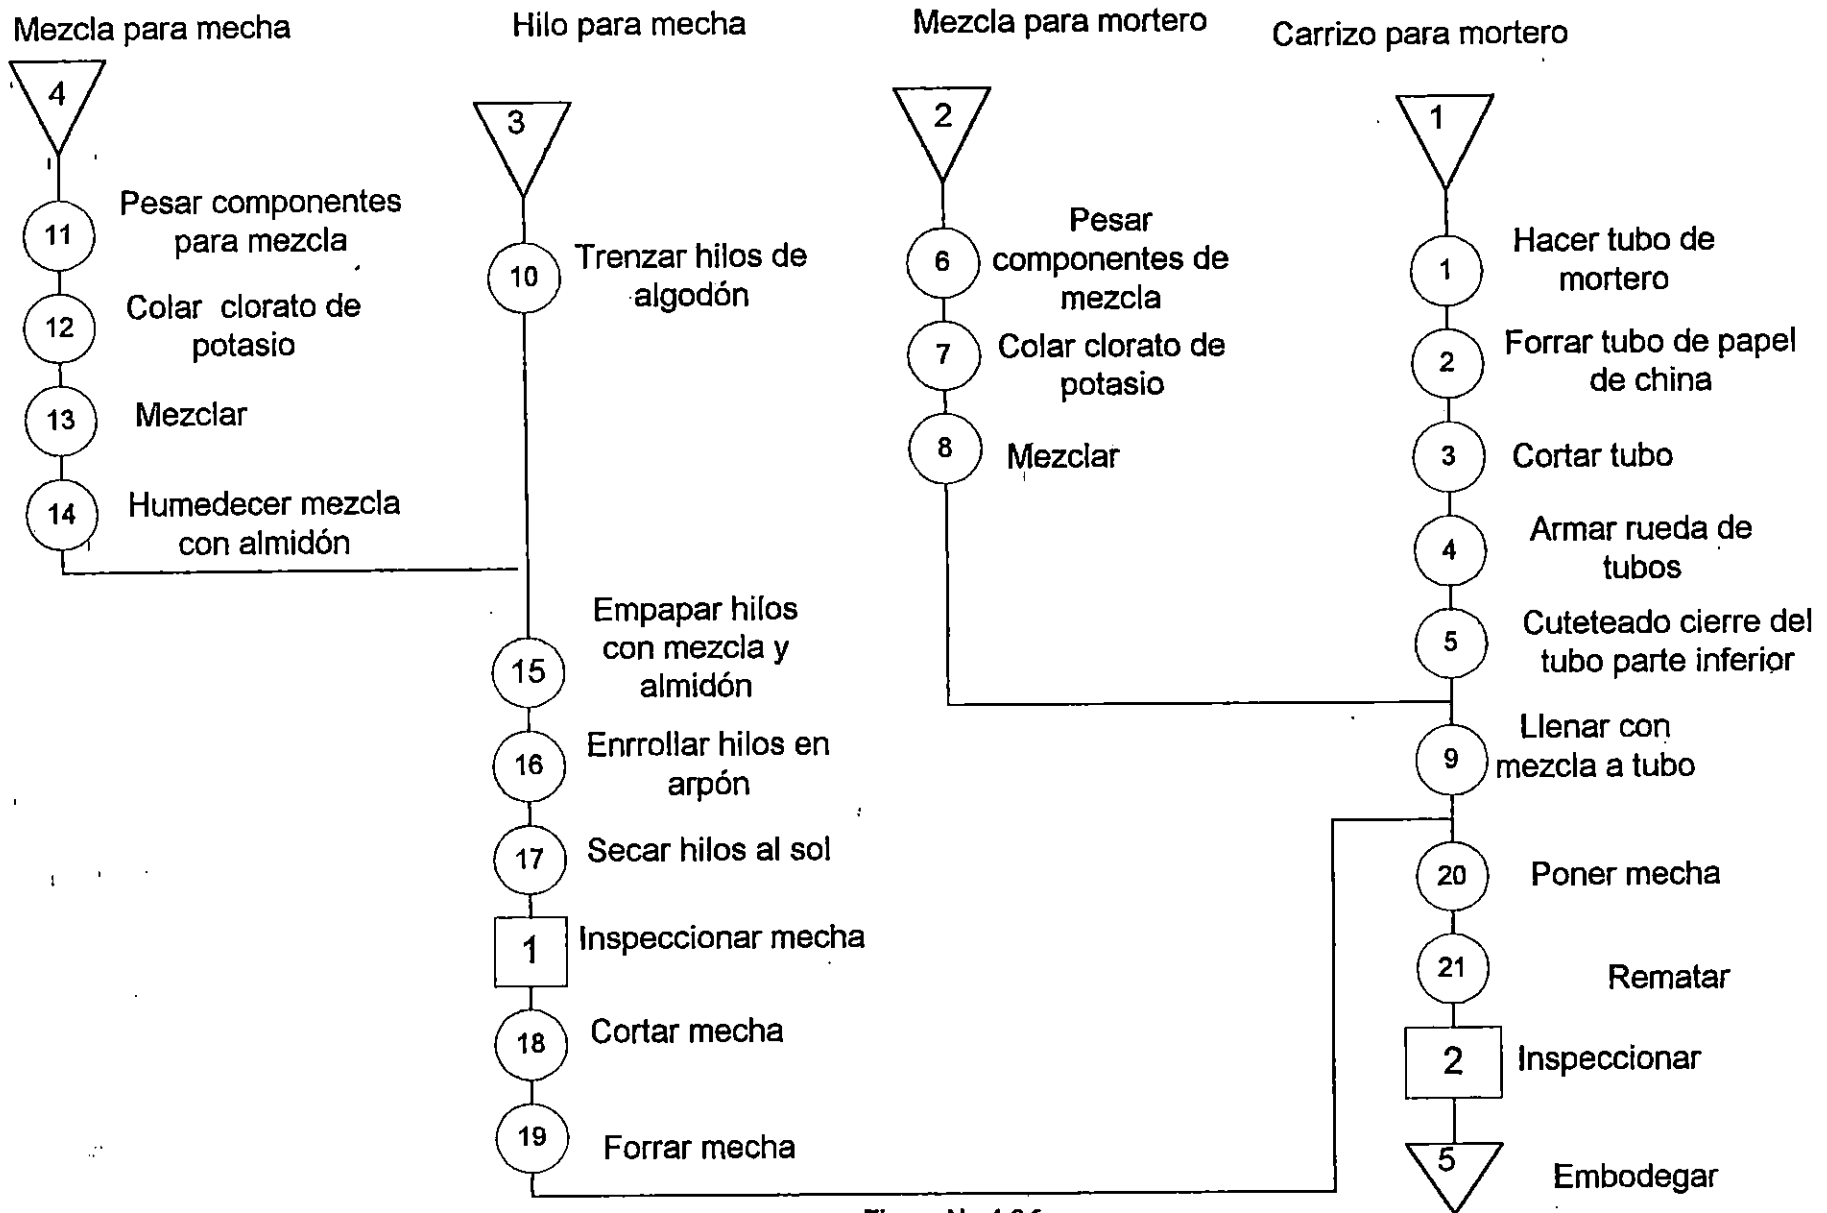 Mezcla para mecha
4
11
Pesar componentes
para mezcla
12
Colar clorato de
potasio
13
Mezclar
14
Humedecer mezcla
con almidón
Hilo para mecha
3
10
Trenzar hilos de
algodón
15
Empapar hilos
con mezcla y
almidón
16
Enrrollar hilos en
arpón
17
Secar hilos al sol
1
Inspeccionar mecha
18
Cortar mecha
19
Forrar mecha
Mezcla para mortero
2
6
Pesar
componentes de
mezcla
7
Colar clorato de
potasio
8
Mezclar
Carrizo para mortero
1
1
Hacer tubo de
mortero
2
Forrar tubo de papel
de china
3
Cortar tubo
4
Armar rueda de
tubos
5
Cuteteado cierre del
tubo parte inferior
9
Llenar con
mezcla a tubo
20
Poner mecha
21
Rematar
2
Inspeccionar
5
Embodegar